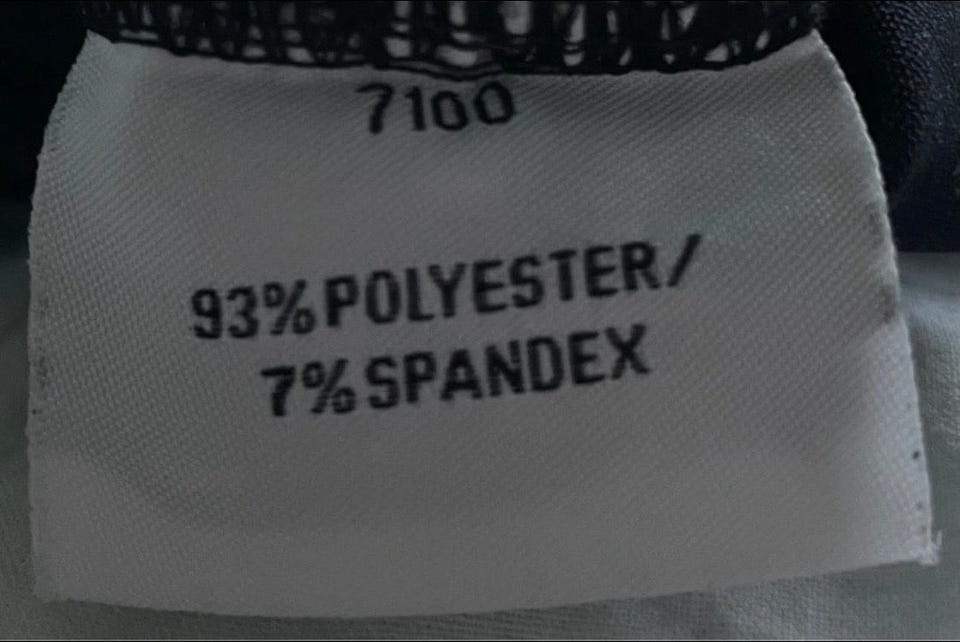 7100
93% POLYESTER/
7% SPANDEX